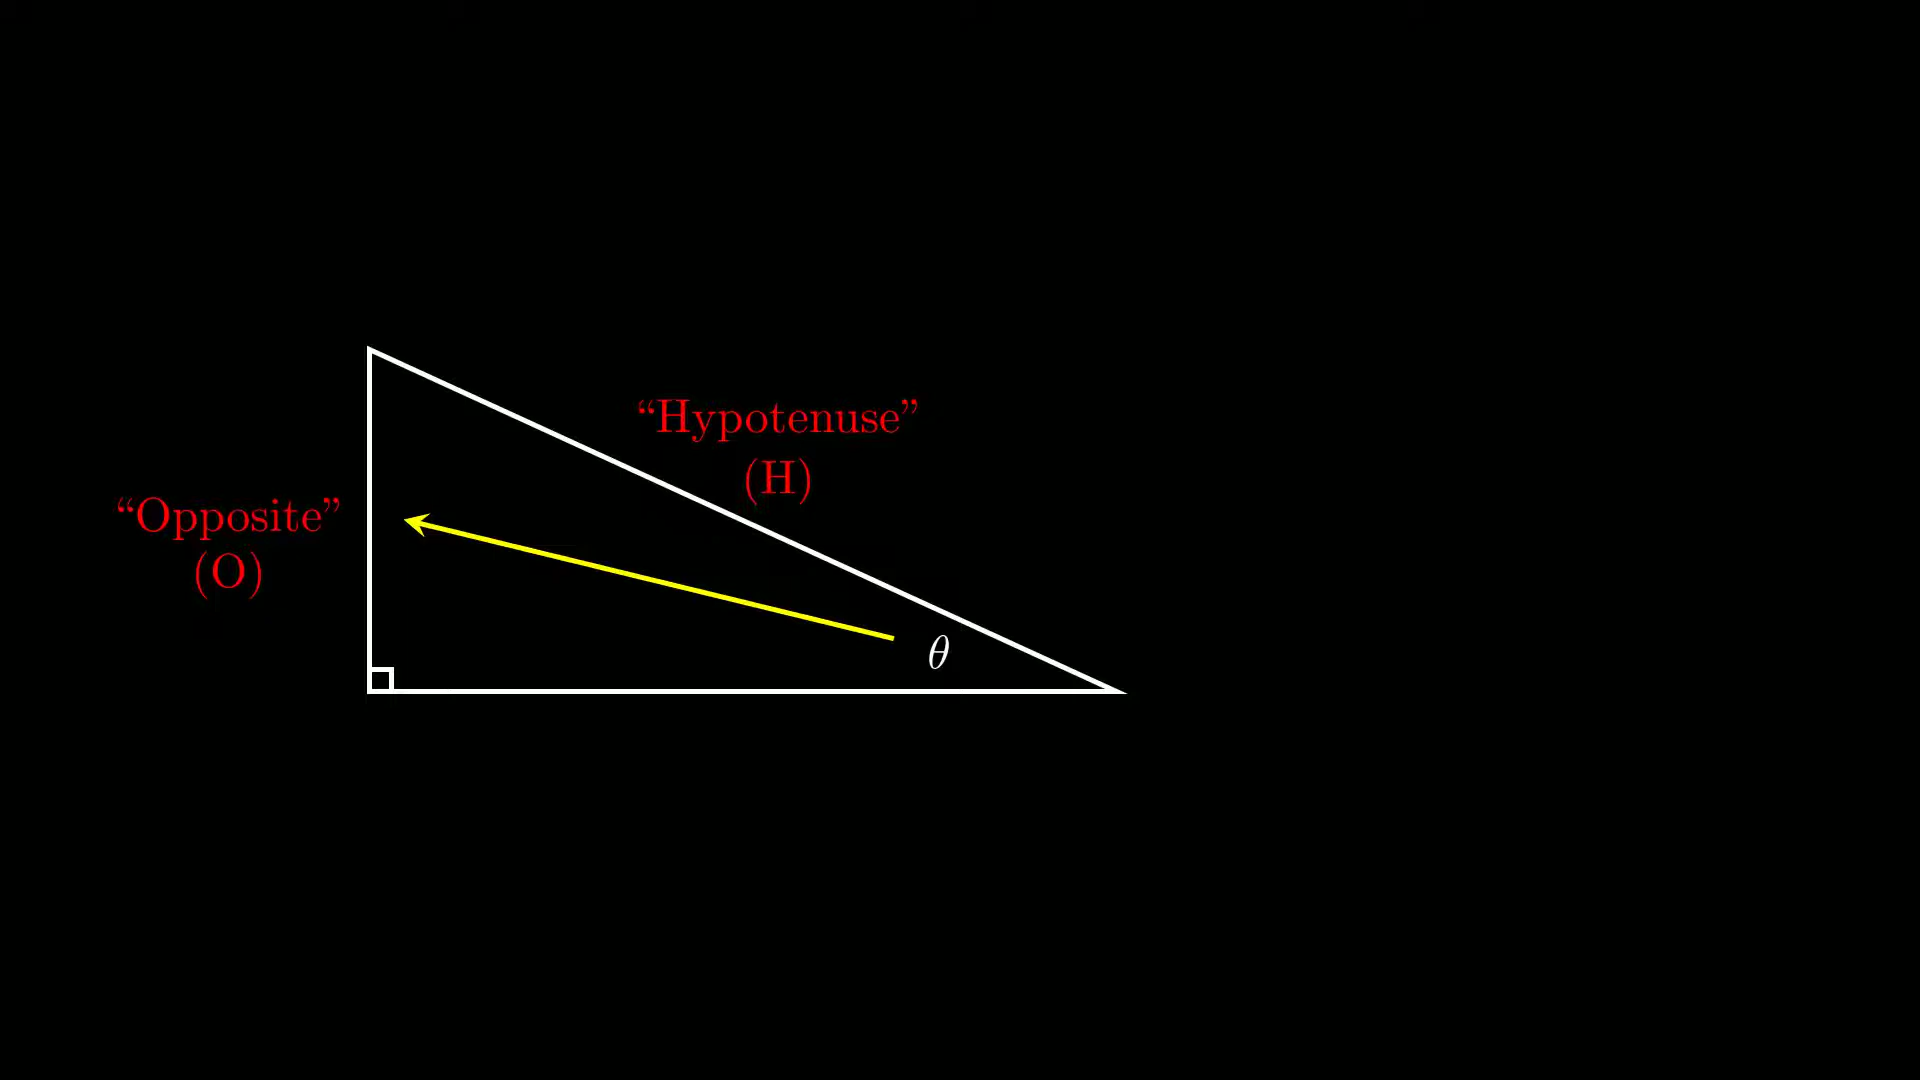 “Hypotenuse”
(H)
“Opposite”
(O)
θ